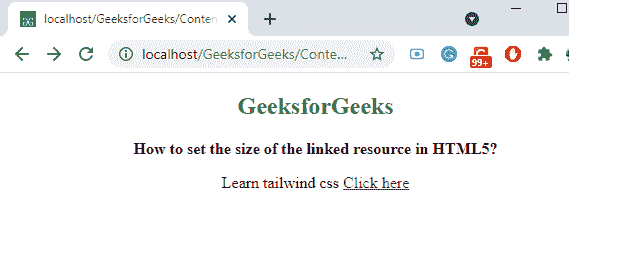 localhost/GeeksforGeeks/Conten
localhost/GeeksforGeeks/Conte...
99+
GeeksforGeeks
How to set the size of the linked resource in HTML5?
Learn tailwind css Click here